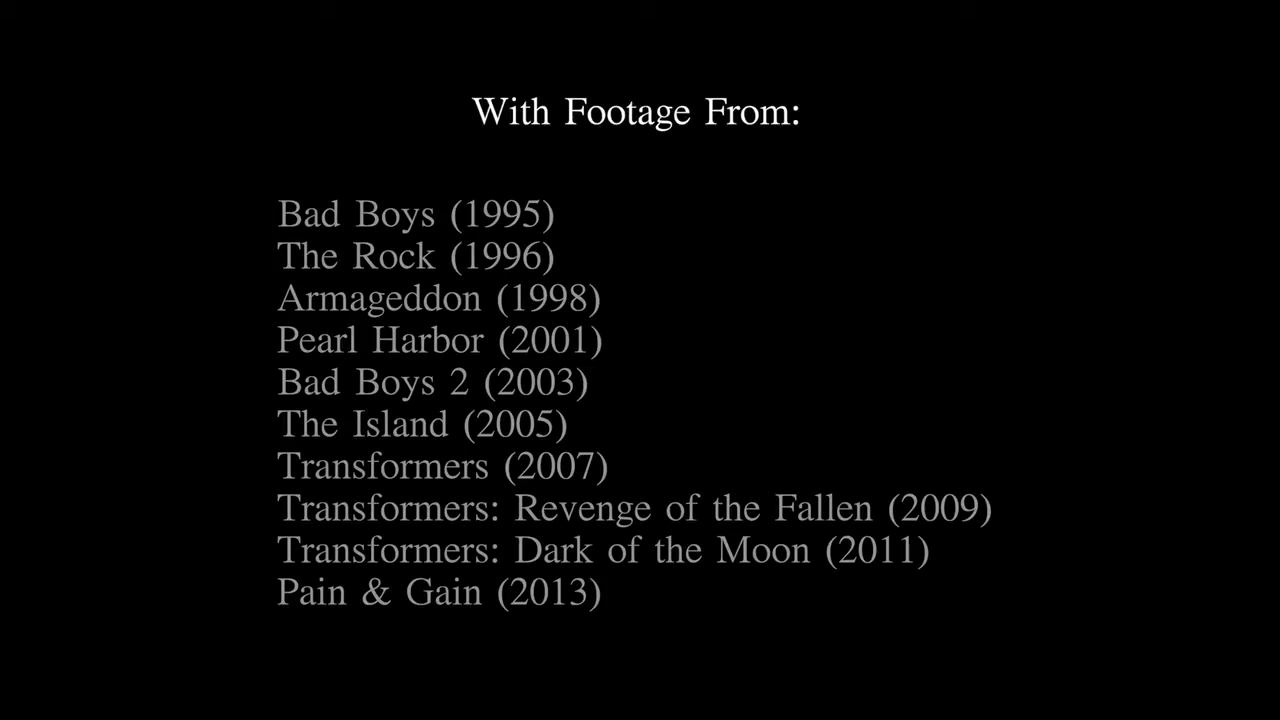 With Footage From:
Bad Boys (1995)
The Rock (1996)
Armageddon (1998)
Pearl Harbor (2001)
Bad Boys 2 (2003)
The Island (2005)
Transformers (2007)
Transformers: Revenge of the Fallen (2009)
Transformers: Dark of the Moon (2011)
Pain & Gain (2013)